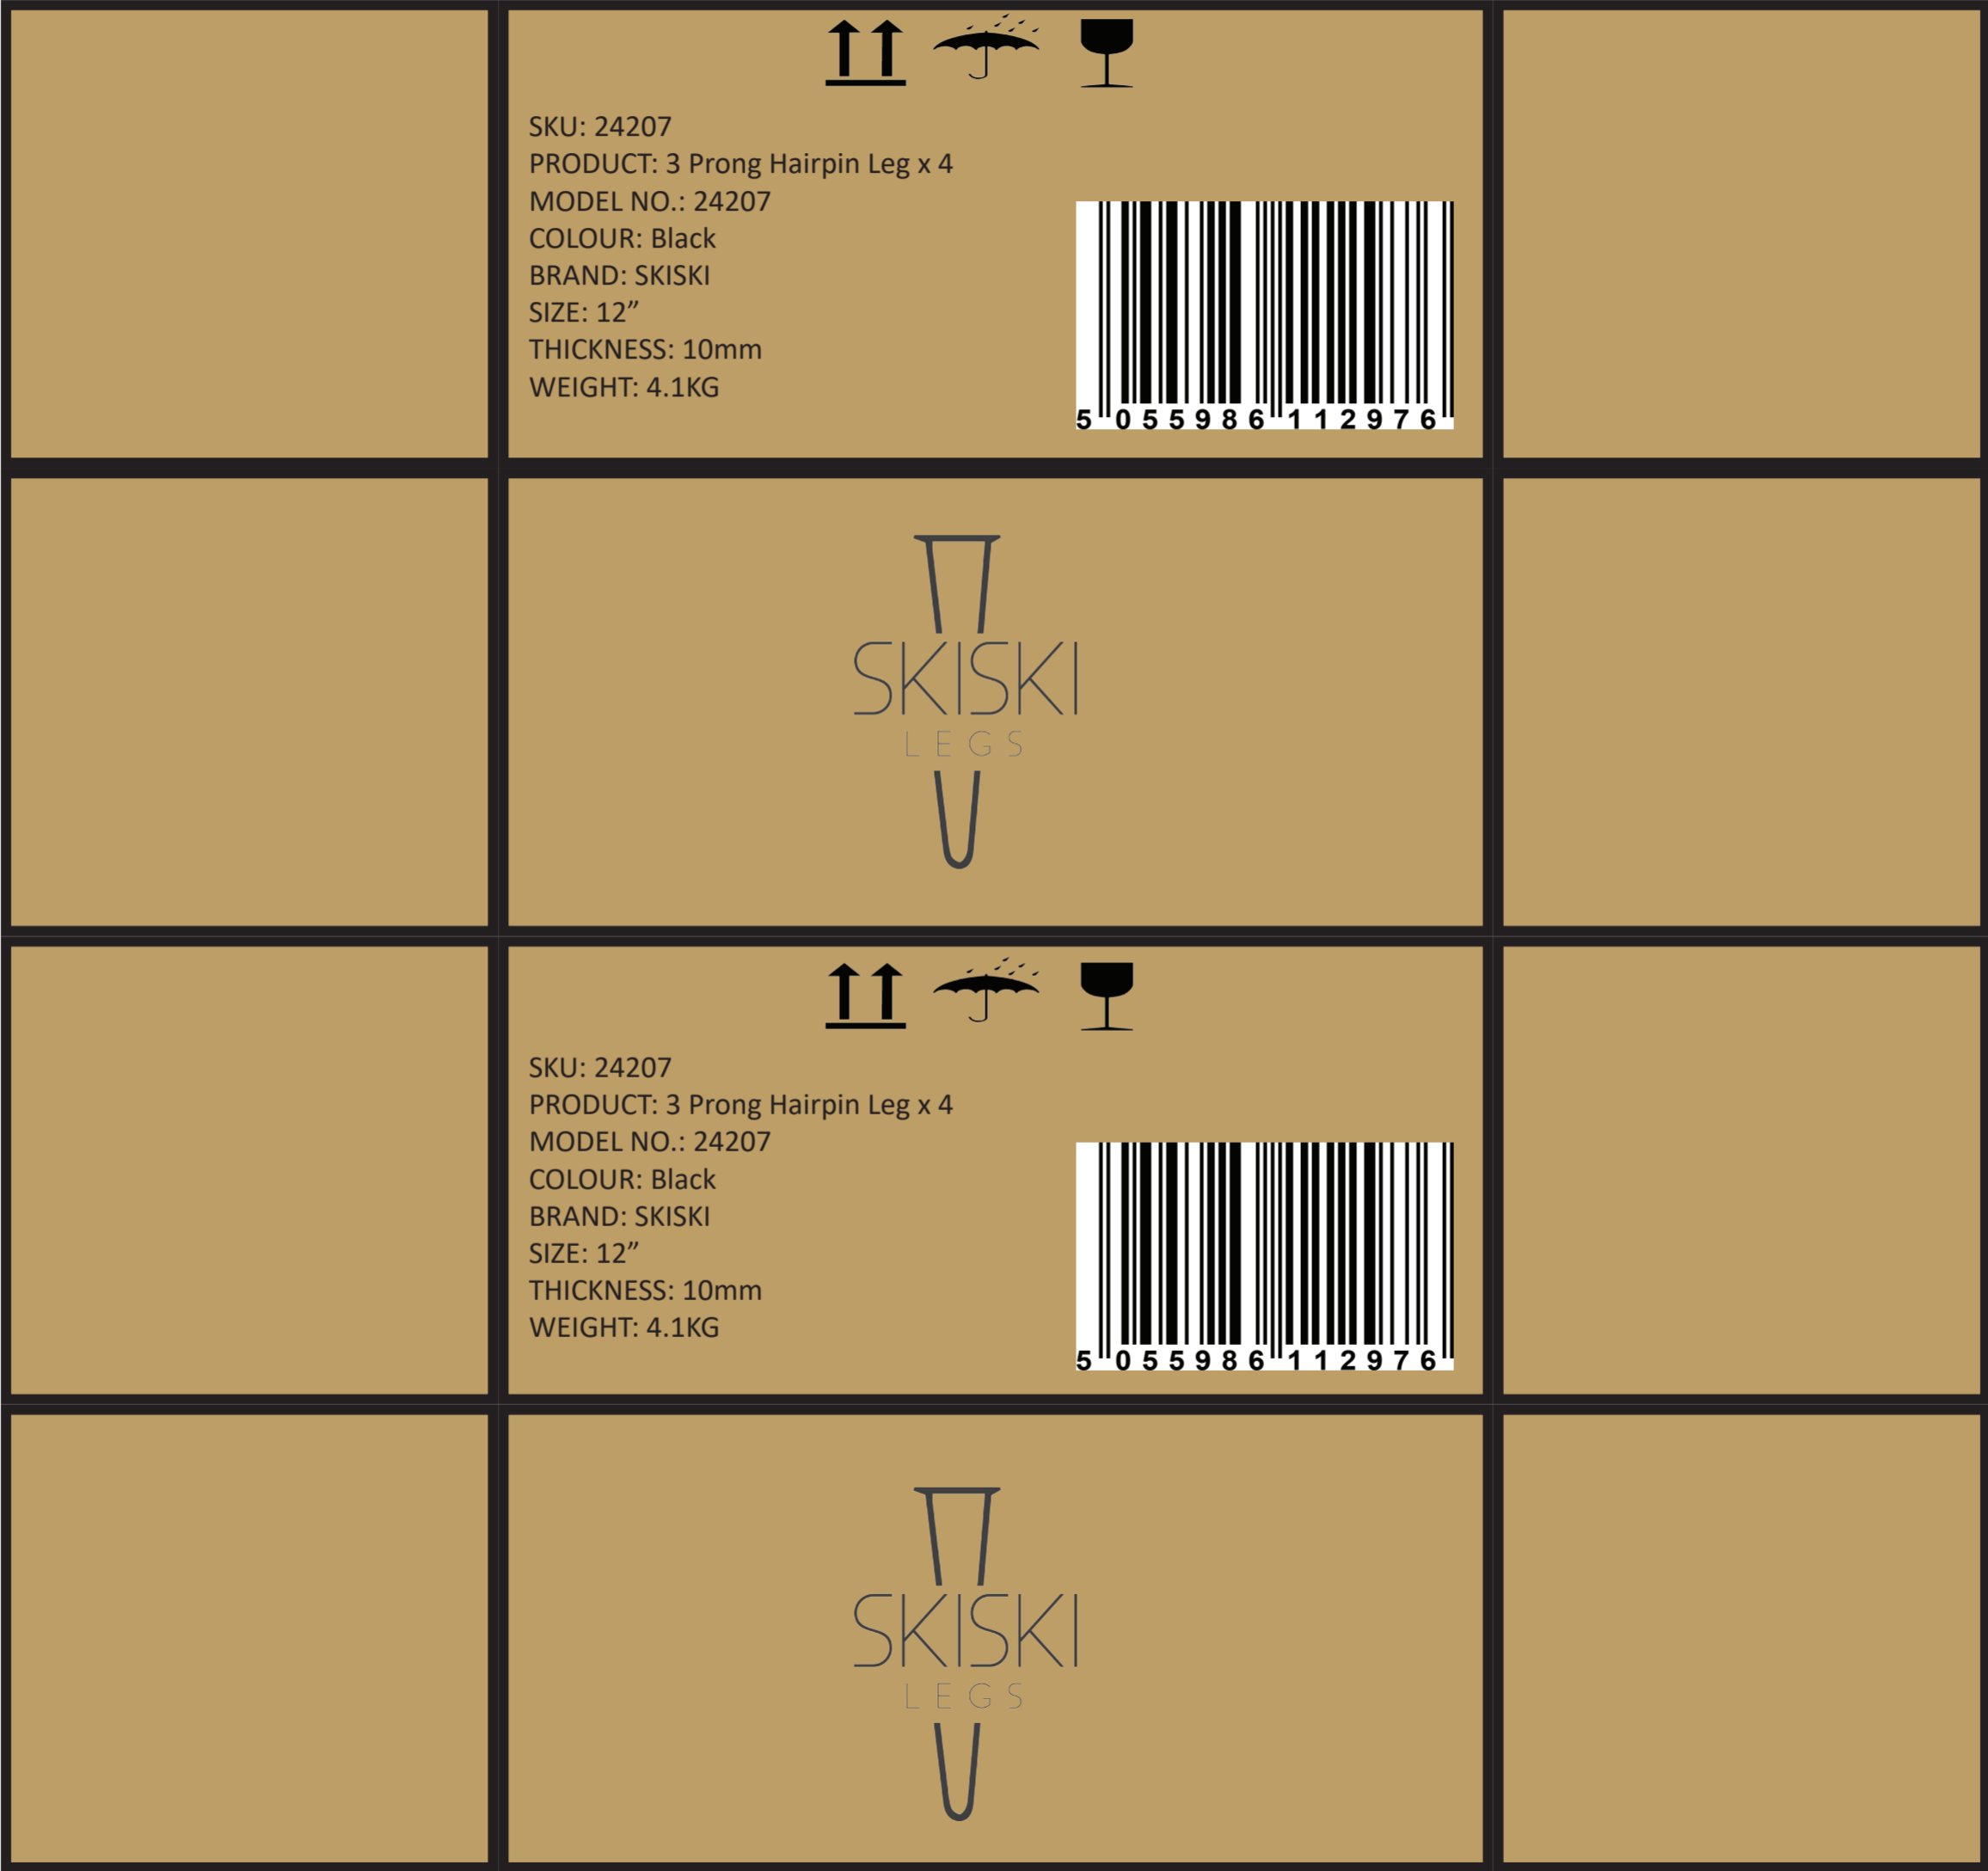 SKU: 24207
PRODUCT: 3 Prong Hairpin Leg x 4
MODEL NO.: 24207
COLOUR: Black
BRAND: SKISKI
SIZE: 12”
THICKNESS: 10mm
WEIGHT: 4.1KG
5 055986 112976
SKISKI
LEGS
SKU: 24207
PRODUCT: 3 Prong Hairpin Leg x 4
MODEL NO.: 24207
COLOUR: Black
BRAND: SKISKI
SIZE: 12”
THICKNESS: 10mm
WEIGHT: 4.1KG
5 055986 112976
SKISKI
LEGS